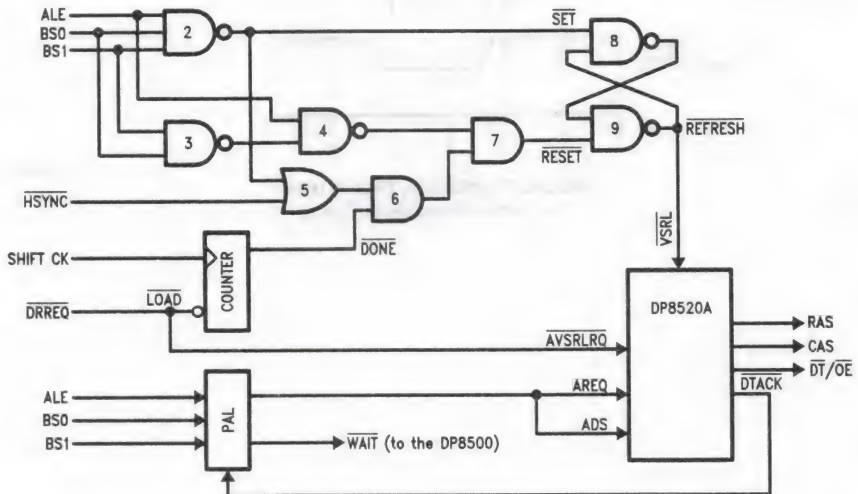 ALE
BS0
BS1
2
3
4
5
6
7
8
9
SET
RESET
REFRESH
HSYNC
SHIFT CK
DRREQ
LOAD
COUNTER
DONE
VSRL
DP8520A
AVSRLRQ
AREQ
ADS
RAS
CAS
DT/OE
DTACK
ALE
BS0
BS1
PAL
WAIT (to the DP8500)